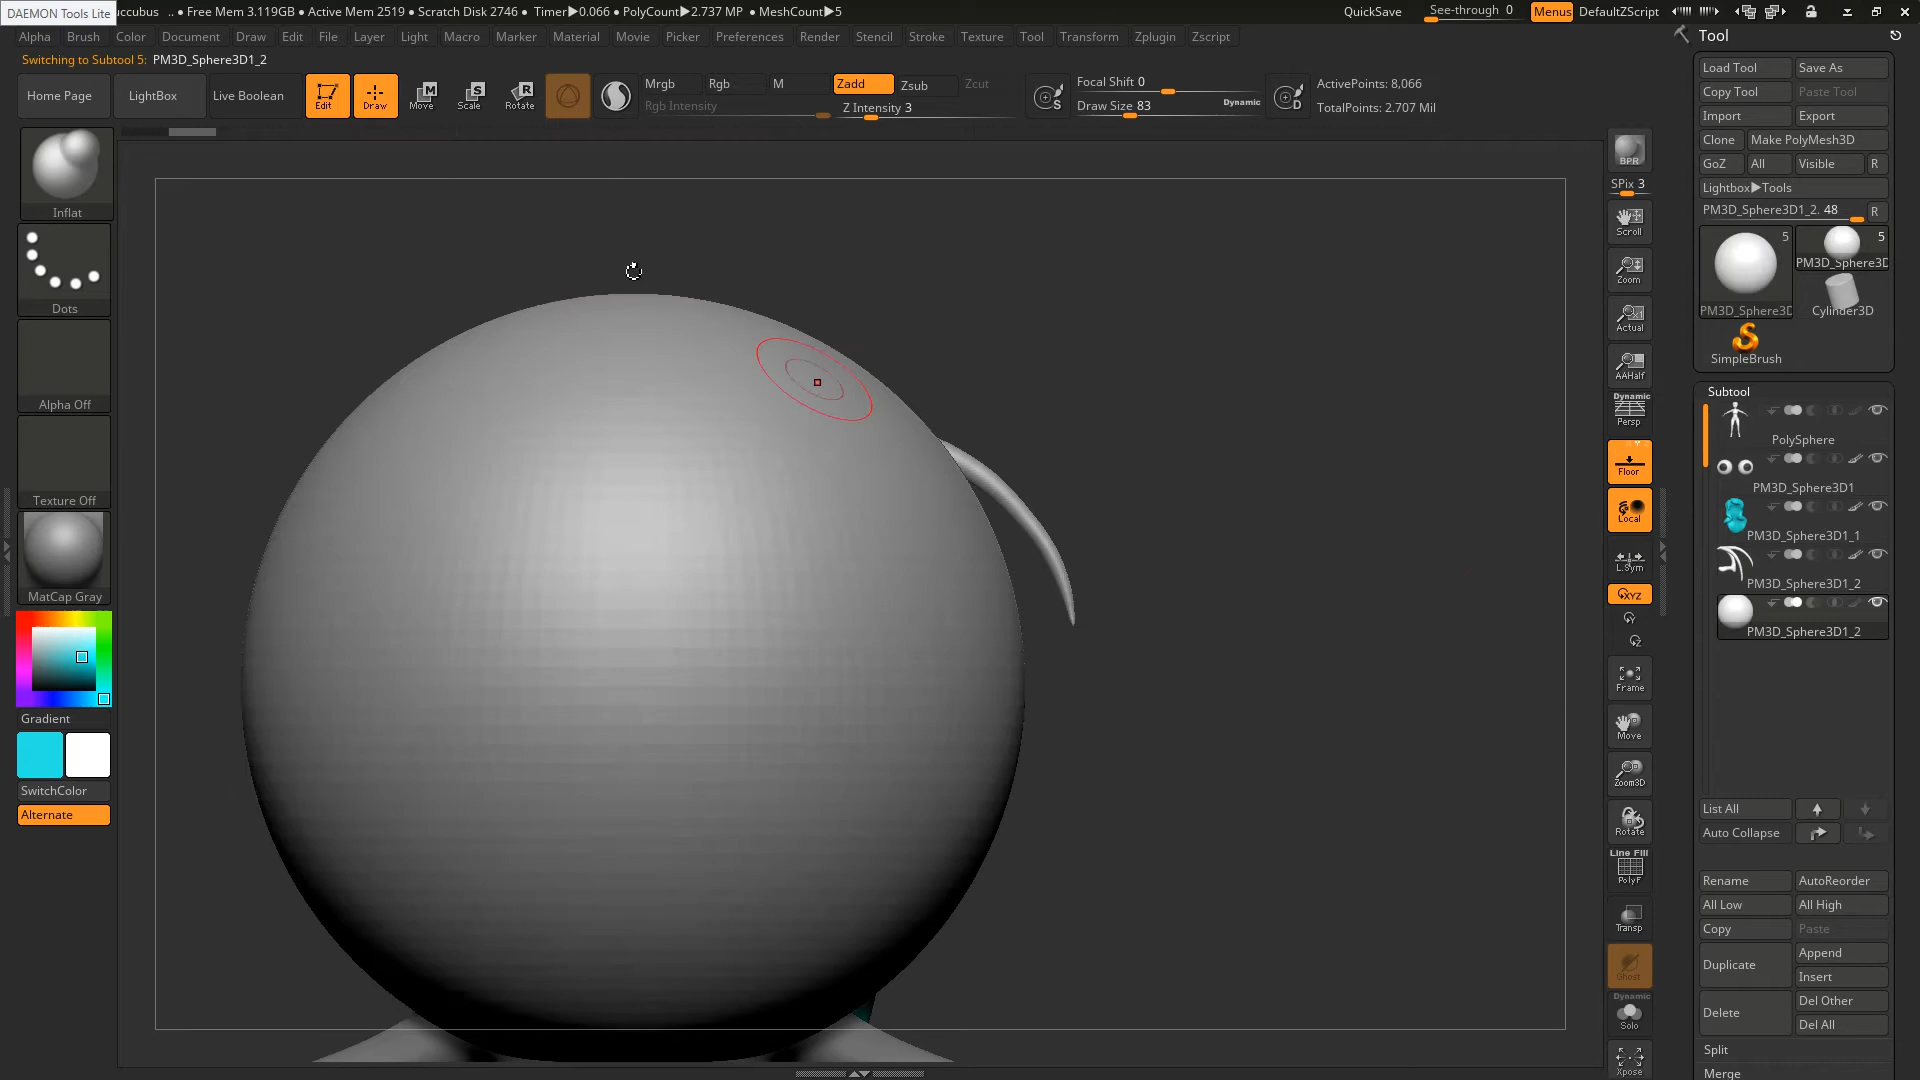 DAEMON Tools Lite
ccubus .. ● Free Mem 3.119GB ● Active Mem 2519 ● Scratch Disk 2746 ● Timer▶0.066 ● PolyCount▶2.737 MP ● MeshCount▶5
QuickSave See-through 0 Menus DefaultZScript
Alpha Brush Color Document Draw Edit File Layer Light Macro Marker Material Movie Picker Preferences Render Stencil Stroke Texture Tool Transform Zplugin Zscript
Switching to Subtool 5: PM3D_Sphere3D1_2
Home Page LightBox Live Boolean Edit Draw Move Scale Rotate
Mrgb Rgb M Zadd Zsub Zcut
Rgb Intensity Z Intensity 3
Focal Shift 0
Draw Size 83 Dynamic
ActivePoints: 8,066
TotalPoints: 2.707 Mil
Inflat
Dots
Alpha Off
Texture Off
MatCap Gray
Gradient
SwitchColor
Alternate
BPR
SPix 3
Scroll
Zoom
Actual
AAHalf
Dynamic
Persp
Floor
Local
L.Sym
XYZ
Y
Z
Frame
Move
Zoom3D
Rotate
Line Fill
PolyF
Transp
Ghost
Dynamic
Solo
Xpose
Tool
Load Tool Save As
Copy Tool Paste Tool
Import Export
Clone Make PolyMesh3D
GoZ All Visible R
Lightbox▶Tools
PM3D_Sphere3D1_2. 48 R
5 5
PM3D_Sphere3D
PM3D_Sphere3D Cylinder3D
SimpleBrush
Subtool
PolySphere
PM3D_Sphere3D1
PM3D_Sphere3D1_1
PM3D_Sphere3D1_2
PM3D_Sphere3D1_2
List All
Auto Collapse
Rename AutoReorder
All Low All High
Copy Paste
Duplicate Append
Insert
Delete Del Other
Del All
Split
Merge